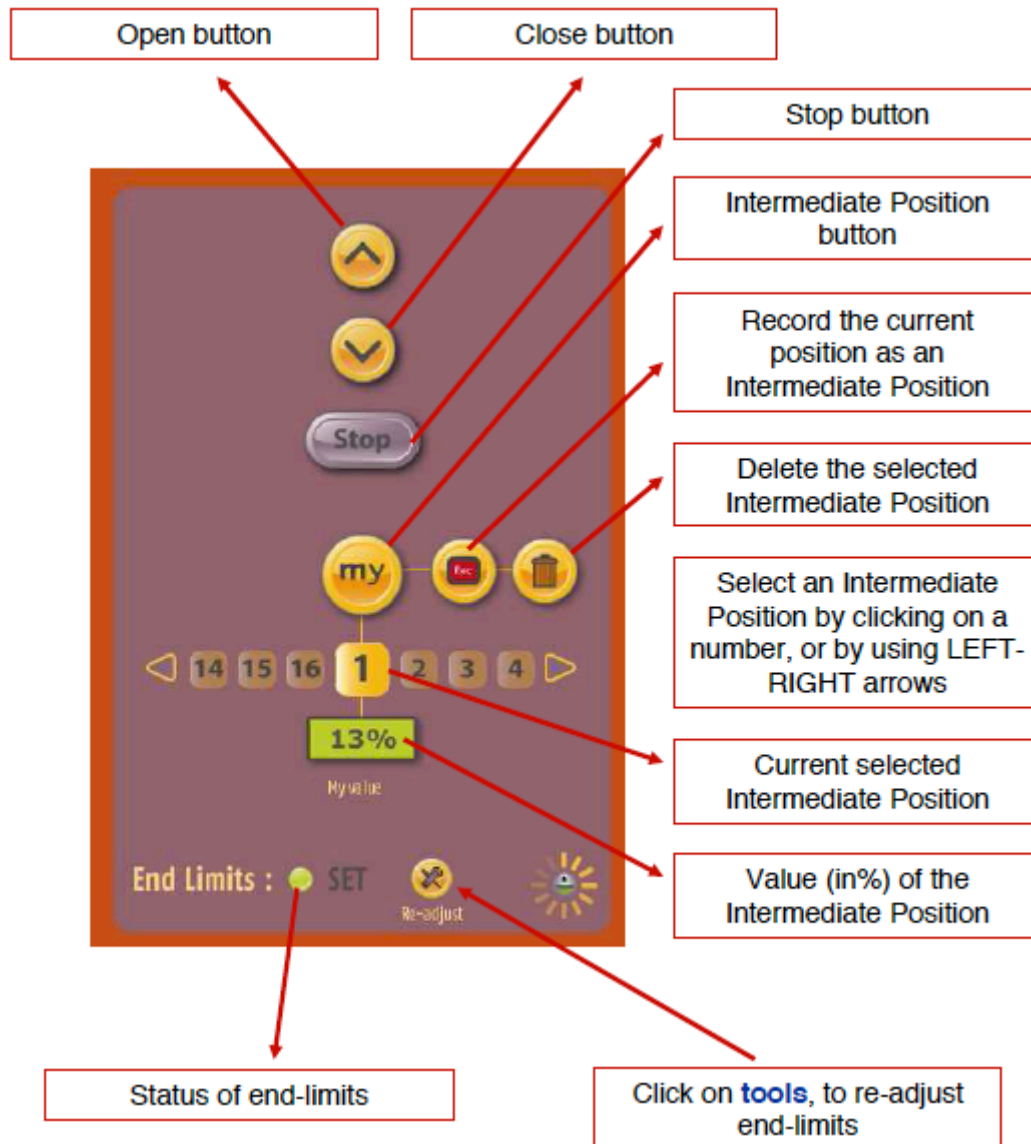 Open button
Close button
Stop button
Intermediate Position
button
Record the current
position as an
Intermediate Position
Stop
Delete the selected
Intermediate Position
my
Rec
Select an Intermediate
Position by clicking on a
number, or by using LEFT-
RIGHT arrows
14 15 16 1 2 3 4
13%
My value
Current selected
Intermediate Position
Value (in%) of the
Intermediate Position
End Limits : SET
Re-adjust
Status of end-limits
Click on tools, to re-adjust
end-limits